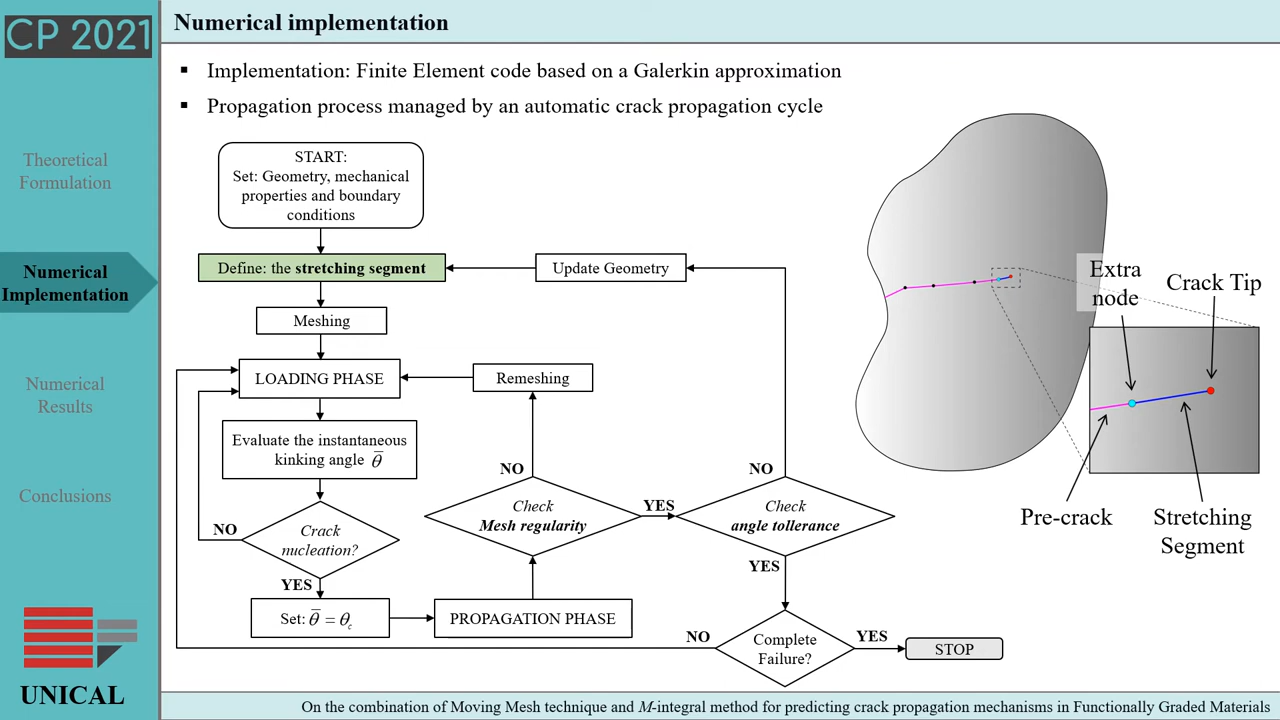 CP 2021
Numerical implementation
▪ Implementation: Finite Element code based on a Galerkin approximation
▪ Propagation process managed by an automatic crack propagation cycle
Theoretical
Formulation
Numerical
Implementation
Numerical
Results
Conclusions
UNICAL
START:
Set: Geometry, mechanical
properties and boundary
conditions
Define: the stretching segment
Update Geometry
Meshing
LOADING PHASE
Remeshing
Evaluate the instantaneous
kinking angle θ̅
NO
Crack
nucleation?
YES
Set: θ̅ = θc
PROPAGATION PHASE
NO
Check
Mesh regularity
YES
NO
Check
angle tollerance
YES
NO
Complete
Failure?
YES
STOP
Extra
node
Crack Tip
Pre-crack
Stretching
Segment
On the combination of Moving Mesh technique and M-integral method for predicting crack propagation mechanisms in Functionally Graded Materials